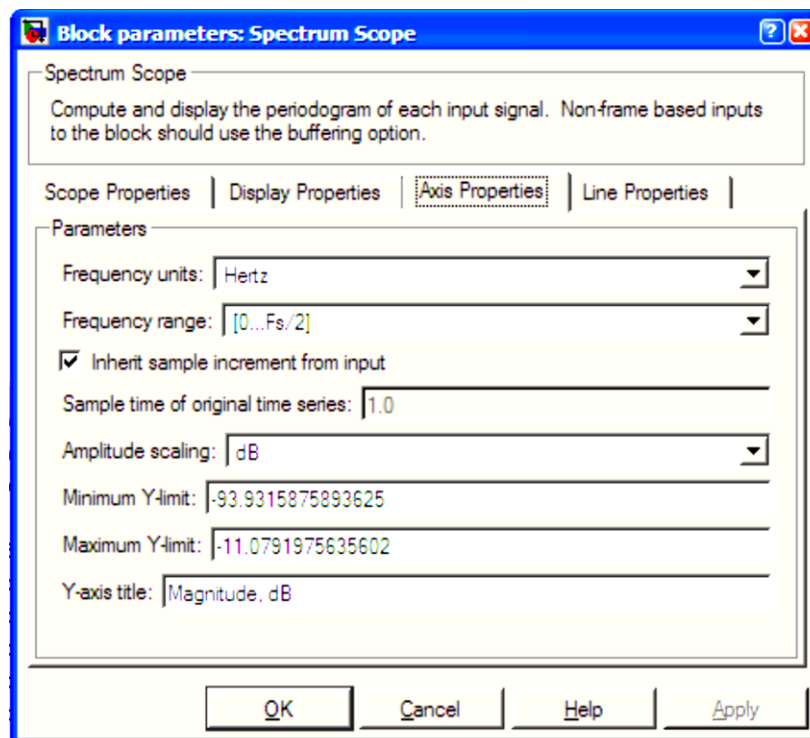 Block parameters: Spectrum Scope
Spectrum Scope
Compute and display the periodogram of each input signal. Non-frame based inputs
to the block should use the buffering option.
Scope Properties Display Properties Axis Properties Line Properties
Parameters
Frequency units: Hertz
Frequency range: [0...Fs/2]
Inherit sample increment from input
Sample time of original time series: 1.0
Amplitude scaling: dB
Minimum Y-limit: -93.9315875893625
Maximum Y-limit: -11.0791975635602
Y-axis title: Magnitude, dB
OK Cancel Help Apply